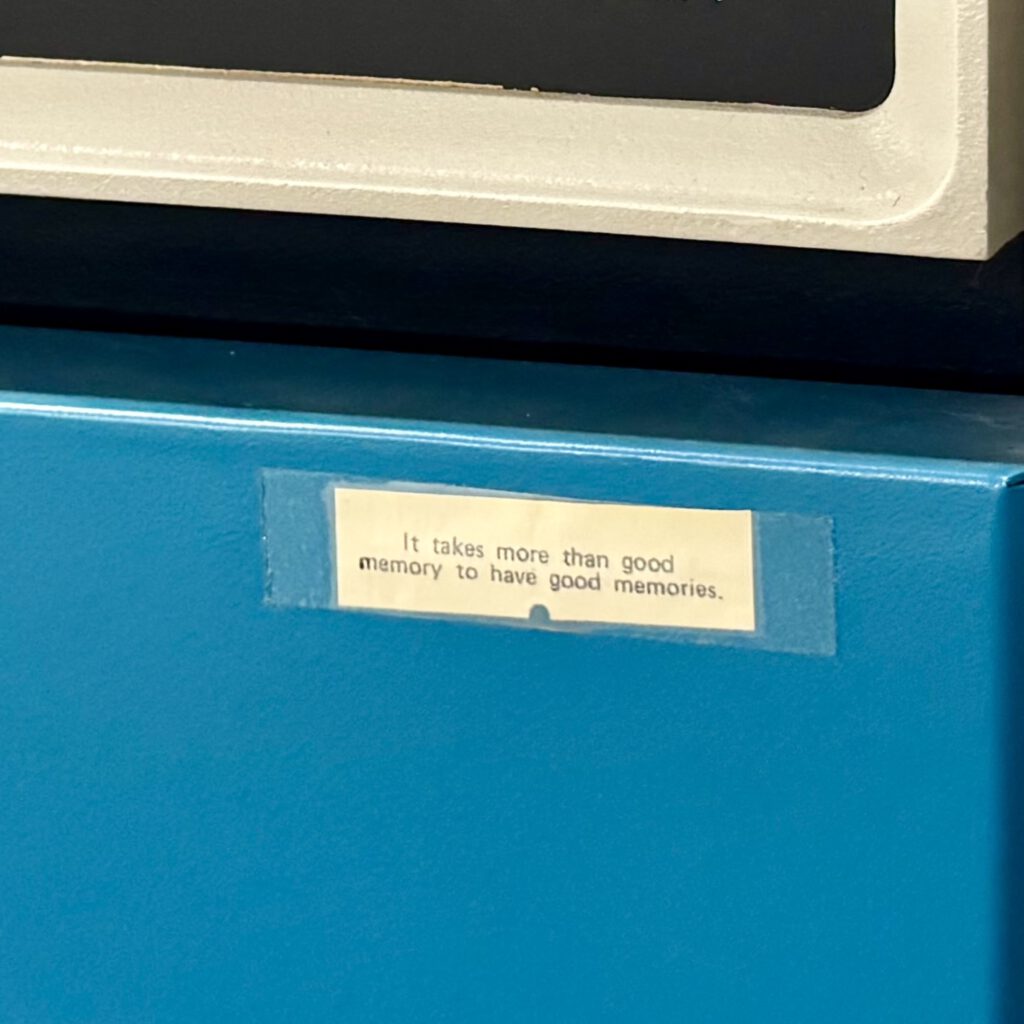 It takes more than good
memory to have good memories.